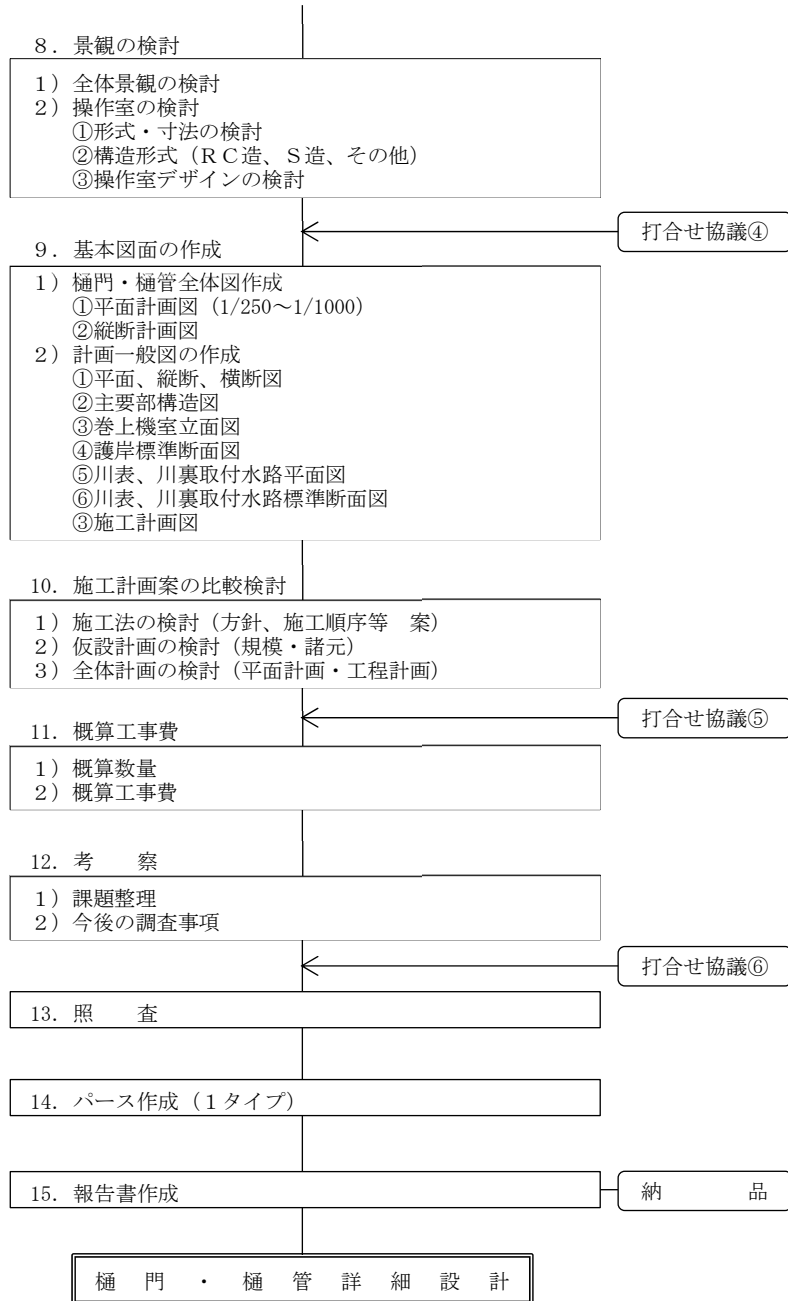 ８．景観の検討
１）全体景観の検討
２）操作室の検討
①形式・寸法の検討
②構造形式（ＲＣ造、Ｓ造、その他）
③操作室デザインの検討
打合せ協議④
９．基本図面の作成
１）樋門・樋管全体図作成
①平面計画図（1/250～1/1000）
②縦断計画図
２）計画一般図の作成
①平面、縦断、横断図
②主要部構造図
③巻上機室立面図
④護岸標準断面図
⑤川表、川裏取付水路平面図
⑥川表、川裏取付水路標準断面図
③施工計画図
10．施工計画案の比較検討
１）施工法の検討（方針、施工順序等　案）
２）仮設計画の検討（規模・諸元）
３）全体計画の検討（平面計画・工程計画）
打合せ協議⑤
11．概算工事費
１）概算数量
２）概算工事費
12．考　　察
１）課題整理
２）今後の調査事項
打合せ協議⑥
13．照　　査
14．パース作成（１タイプ）
15．報告書作成
納　　　品
樋　門　・　樋　管　詳　細　設　計